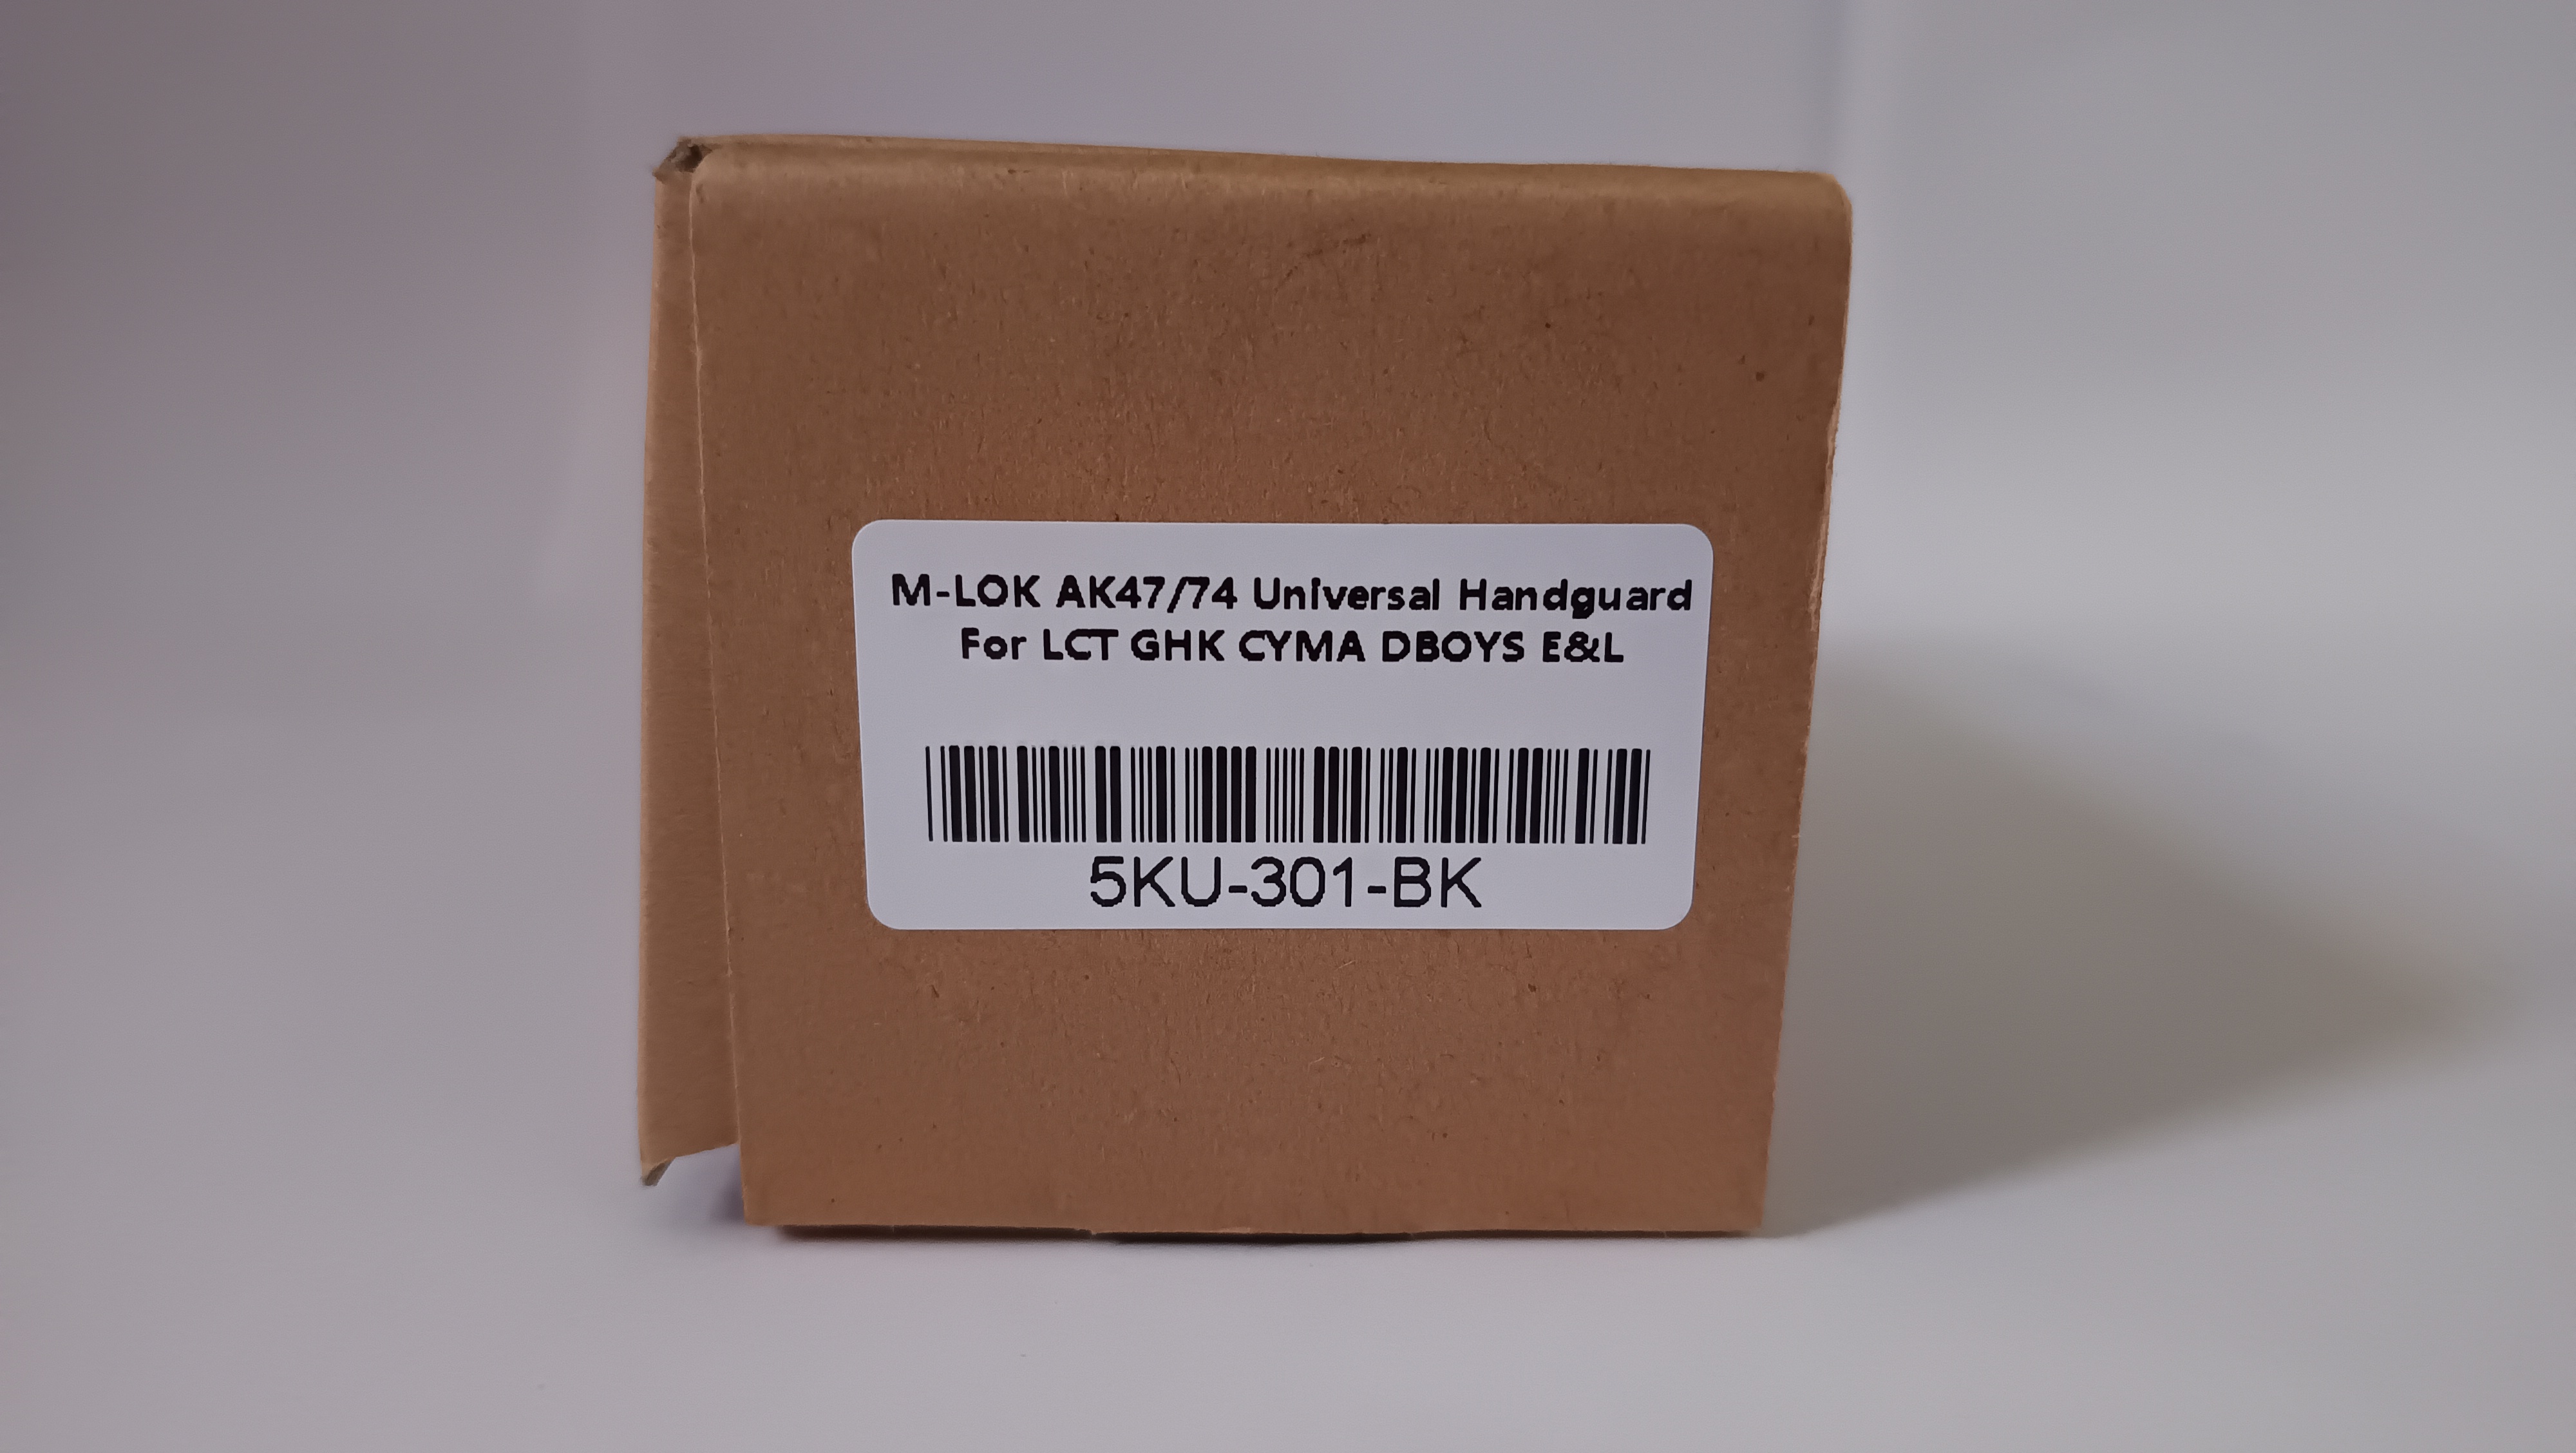 M-LOK AK47/74 Universal Handguard
For LCT GHK CYMA DBOYS E&L
5KU-301-BK